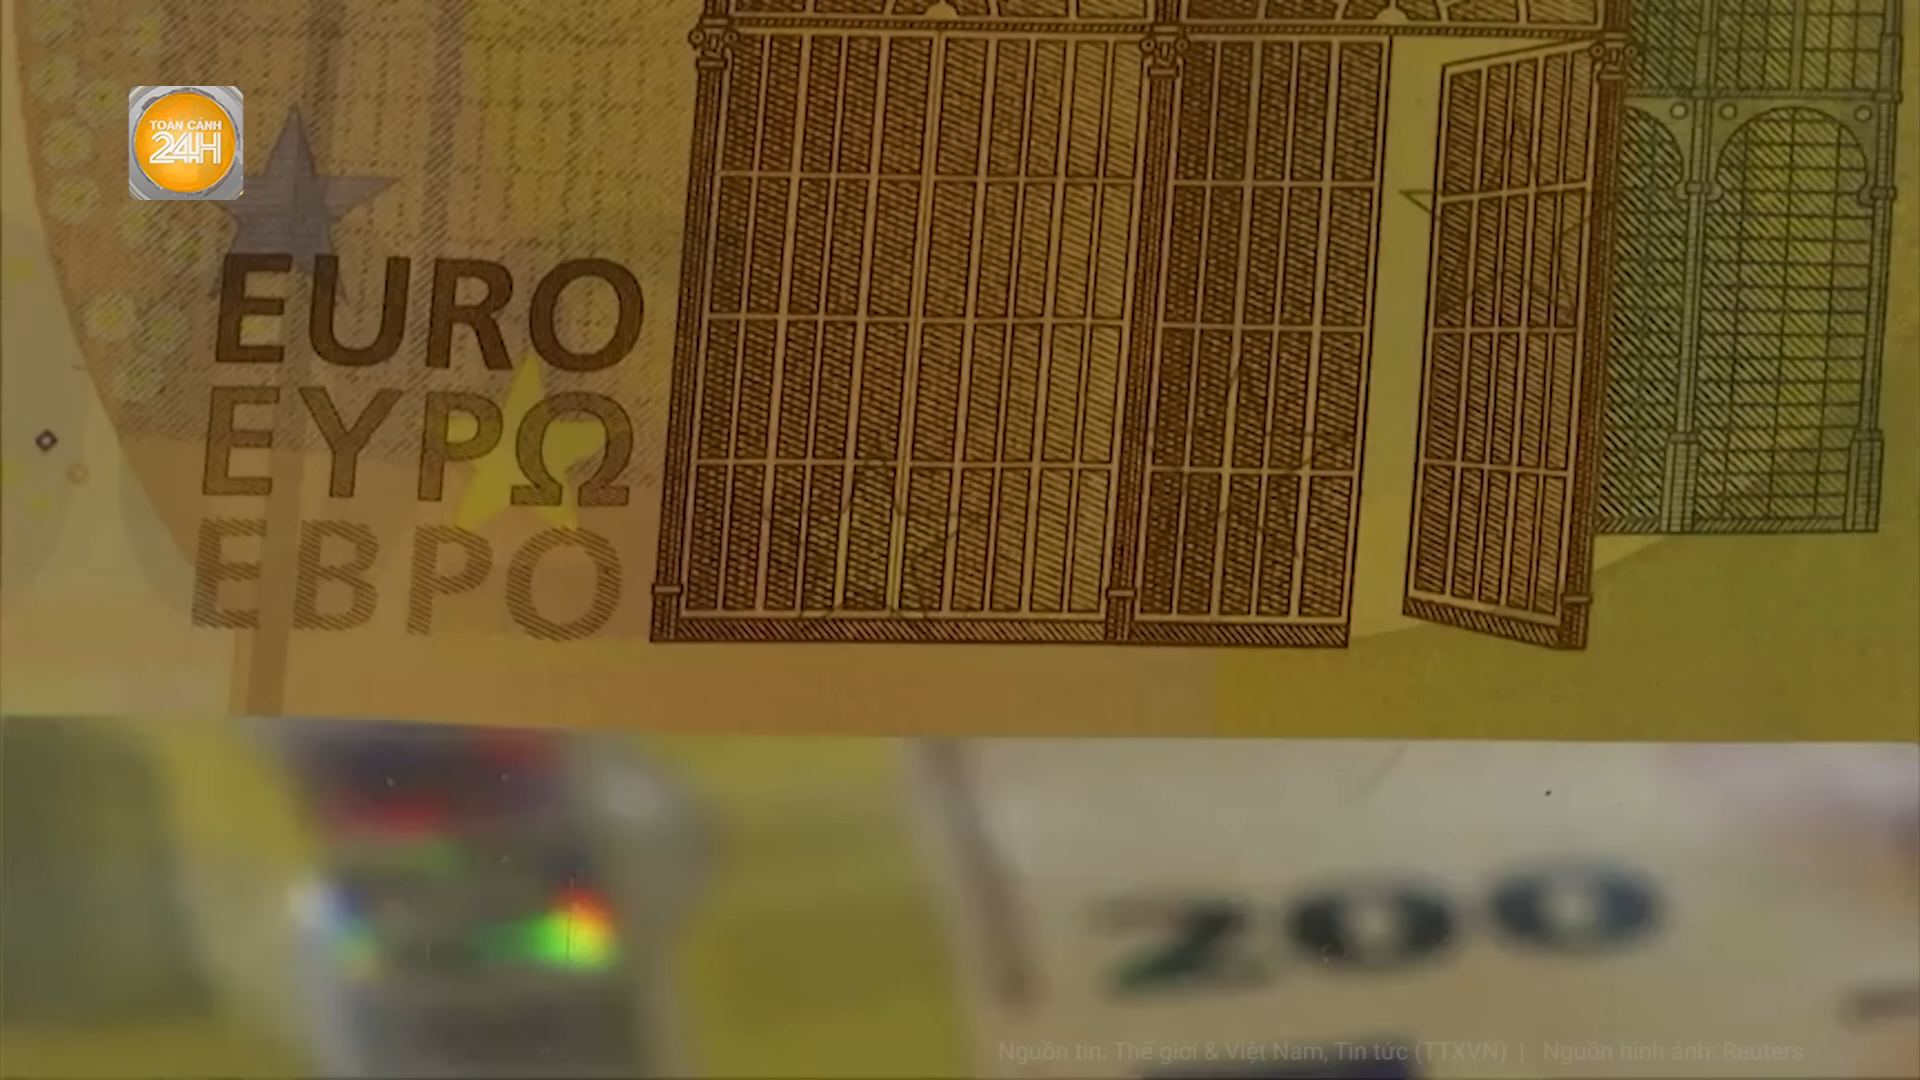 TOÀN CẢNH
24H
EURO
ΕΥΡΩ
ЕВРО
200
Nguồn tin: Thế giới & Việt Nam, Tin tức (TTXVN) | Nguồn hình ảnh: Reuters